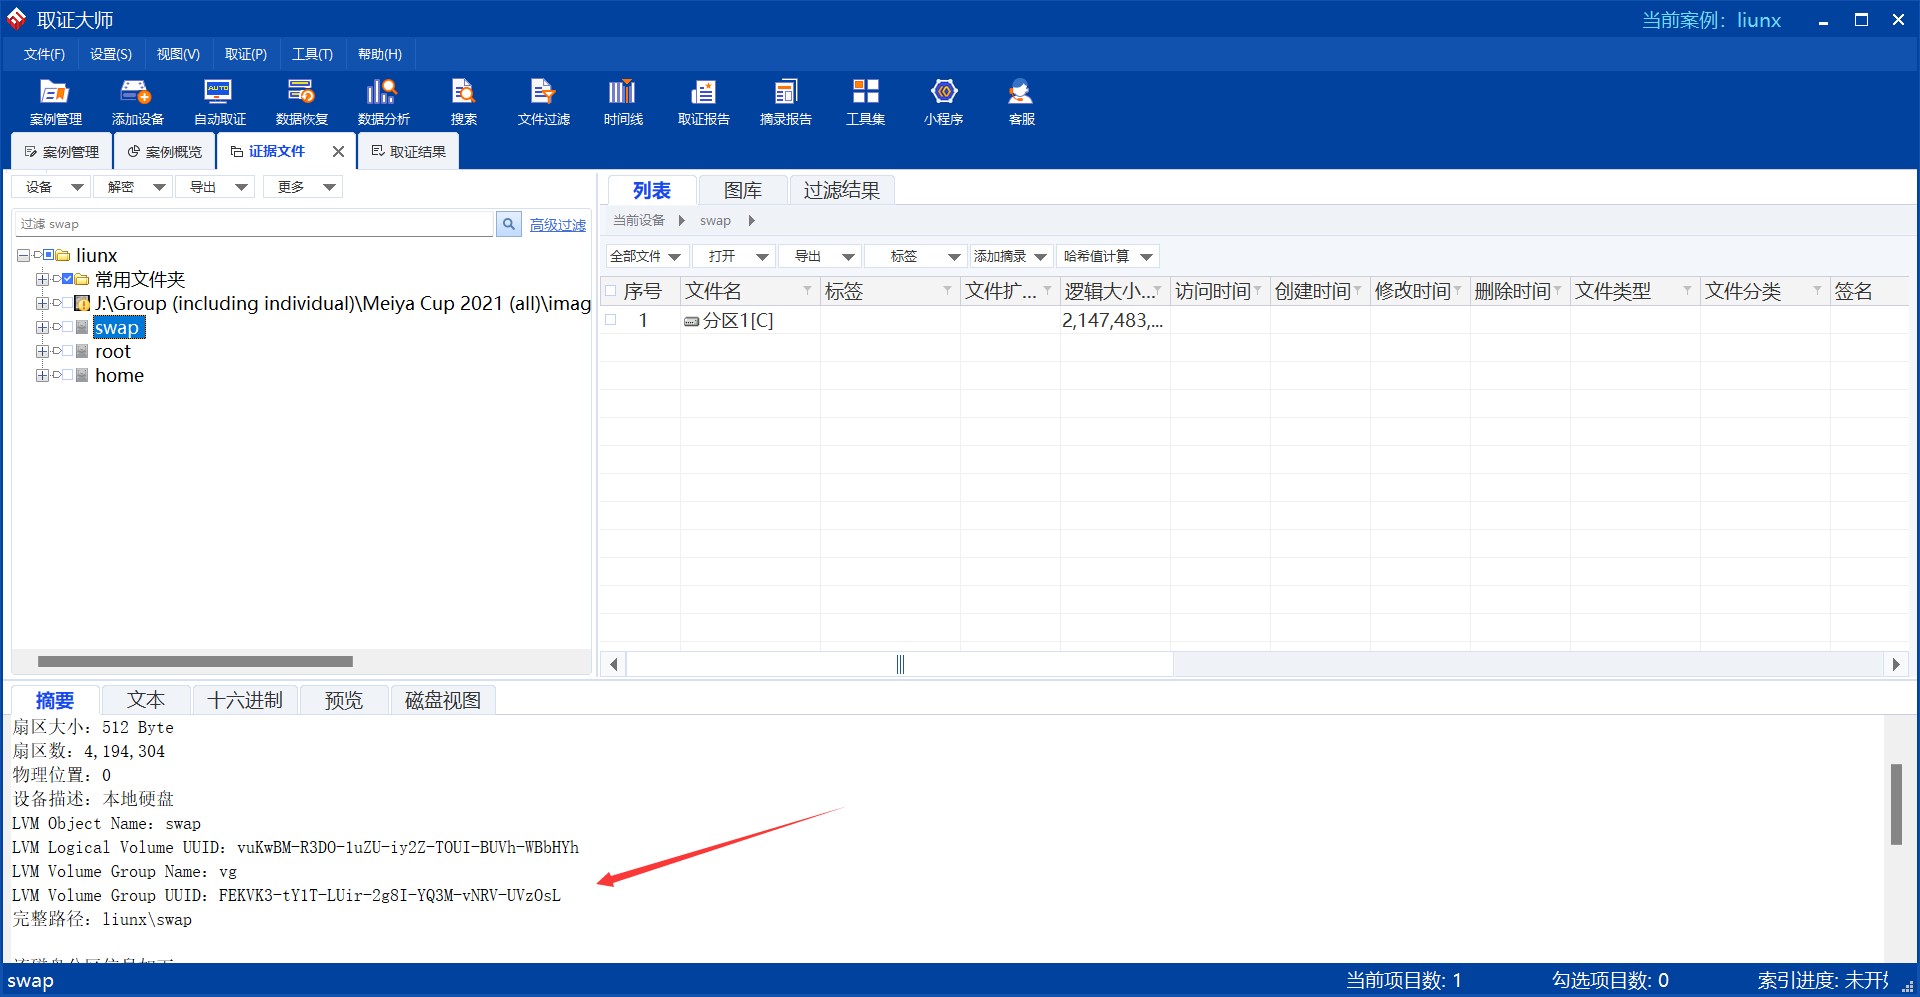 取证大师
当前案例：liunx
文件(F) 设置(S) 视图(V) 取证(P) 工具(T) 帮助(H)
AUTO
案例管理 添加设备 自动取证 数据恢复 数据分析 搜索 文件过滤 时间线 取证报告 摘录报告 工具集 小程序 客服
案例管理 案例概览 证据文件 取证结果
设备 解密 导出 更多
过滤 swap 高级过滤
liunx
常用文件夹
J:\Group (including individual)\Meiya Cup 2021 (all)\imag
swap
root
home
列表 图库 过滤结果
当前设备 swap
全部文件 打开 导出 标签 添加摘录 哈希值计算
序号 文件名 标签 文件扩... 逻辑大小... 访问时间 创建时间 修改时间 删除时间 文件类型 文件分类 签名
1 分区1[C] 2,147,483,...
摘要 文本 十六进制 预览 磁盘视图
扇区大小：512 Byte
扇区数：4,194,304
物理位置：0
设备描述：本地硬盘
LVM Object Name：swap
LVM Logical Volume UUID：vuKwBM-R3DO-1uZU-iy2Z-TOUI-BUVh-WBbHYh
LVM Volume Group Name：vg
LVM Volume Group UUID：FEKVK3-tY1T-LUir-2g8I-YQ3M-vNRV-UVzOsL
完整路径：liunx\swap
swap
当前项目数: 1 勾选项目数: 0 索引进度: 未开